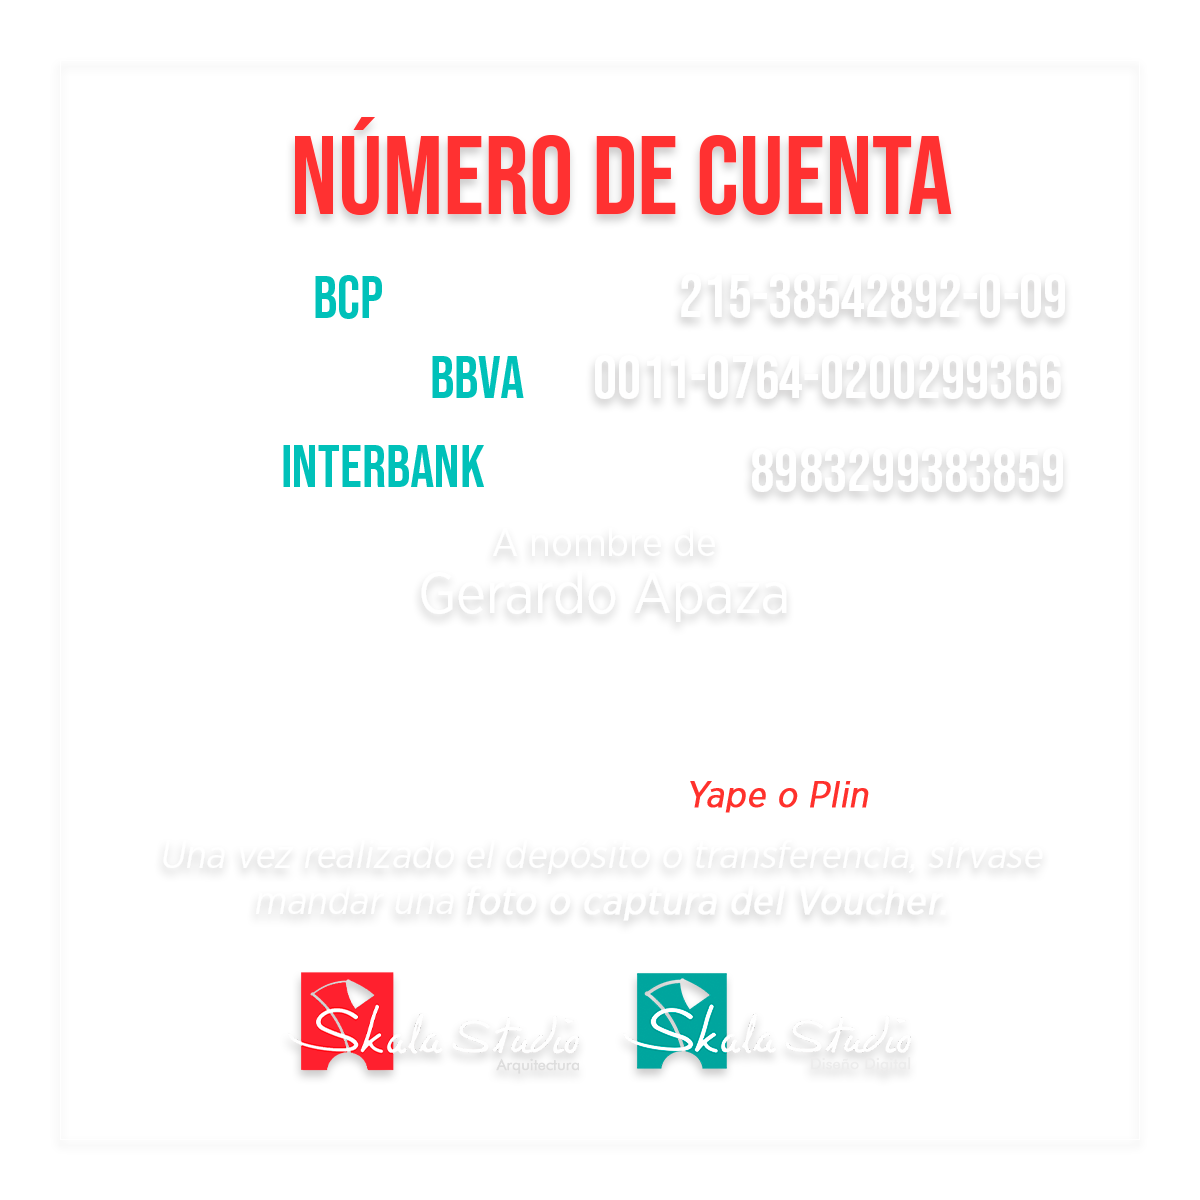 NÚMERO DE CUENTA
BCP 215-38542892-0-09
BBVA 0011-0764-0200299366
INTERBANK 8983299383859
A nombre de
Gerardo Apaza
Yape o Plin
Una vez realizado el depósito o transferencia, sírvase
mandar una foto o captura del Voucher.
Skala Studio Skala Studio
Arquitectura Diseño Digital